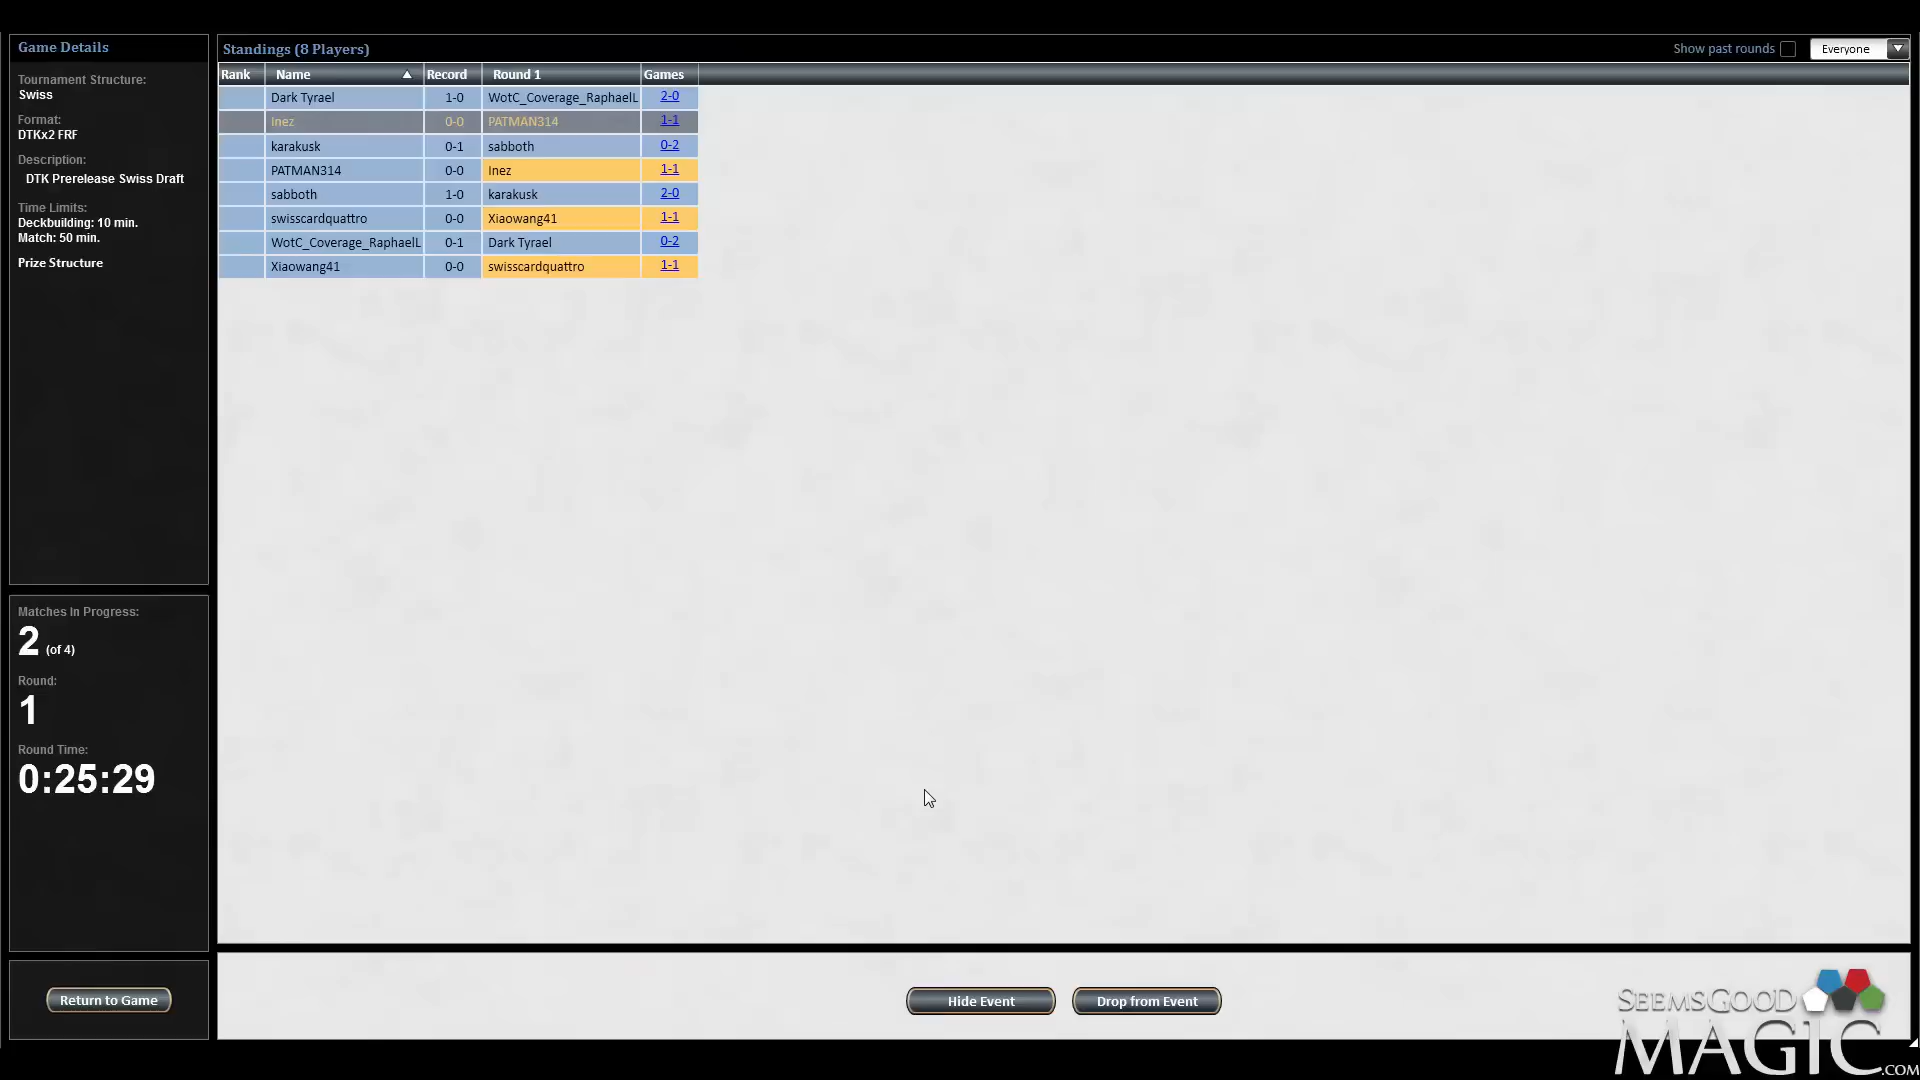 Game Details
Tournament Structure:
Swiss
Format:
DTKx2 FRF
Description:
DTK Prerelease Swiss Draft
Time Limits:
Deckbuilding: 10 min.
Match: 50 min.
Prize Structure
Matches In Progress:
2 (of 4)
Round:
1
Round Time:
0:25:29
Return to Game
Standings (8 Players)
Show past rounds Everyone
Rank Name Record Round 1 Games
Dark Tyrael 1-0 WotC_Coverage_RaphaelL 2-0
Inez 0-0 PATMAN314 1-1
karakusk 0-1 sabboth 0-2
PATMAN314 0-0 Inez 1-1
sabboth 1-0 karakusk 2-0
swisscardquattro 0-0 Xiaowang41 1-1
WotC_Coverage_RaphaelL 0-1 Dark Tyrael 0-2
Xiaowang41 0-0 swisscardquattro 1-1
Hide Event Drop from Event
SEEMSGOOD
MAGIC.COM